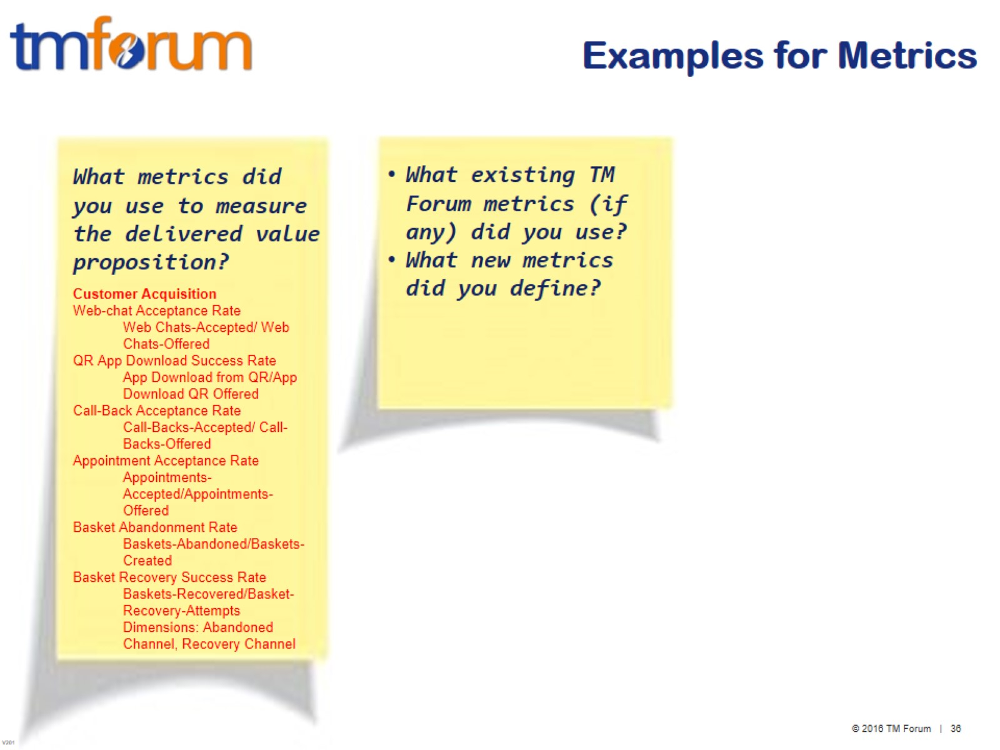 tmforum
Examples for Metrics
What metrics did
you use to measure
the delivered value
proposition?
Customer Acquisition
Web-chat Acceptance Rate
Web Chats-Accepted/ Web
Chats-Offered
QR App Download Success Rate
App Download from QR/App
Download QR Offered
Call-Back Acceptance Rate
Call-Backs-Accepted/ Call-
Backs-Offered
Appointment Acceptance Rate
Appointments-
Accepted/Appointments-
Offered
Basket Abandonment Rate
Baskets-Abandoned/Baskets-
Created
Basket Recovery Success Rate
Baskets-Recovered/Basket-
Recovery-Attempts
Dimensions: Abandoned
Channel, Recovery Channel
• What existing TM
Forum metrics (if
any) did you use?
• What new metrics
did you define?
© 2016 TM Forum | 36
V201